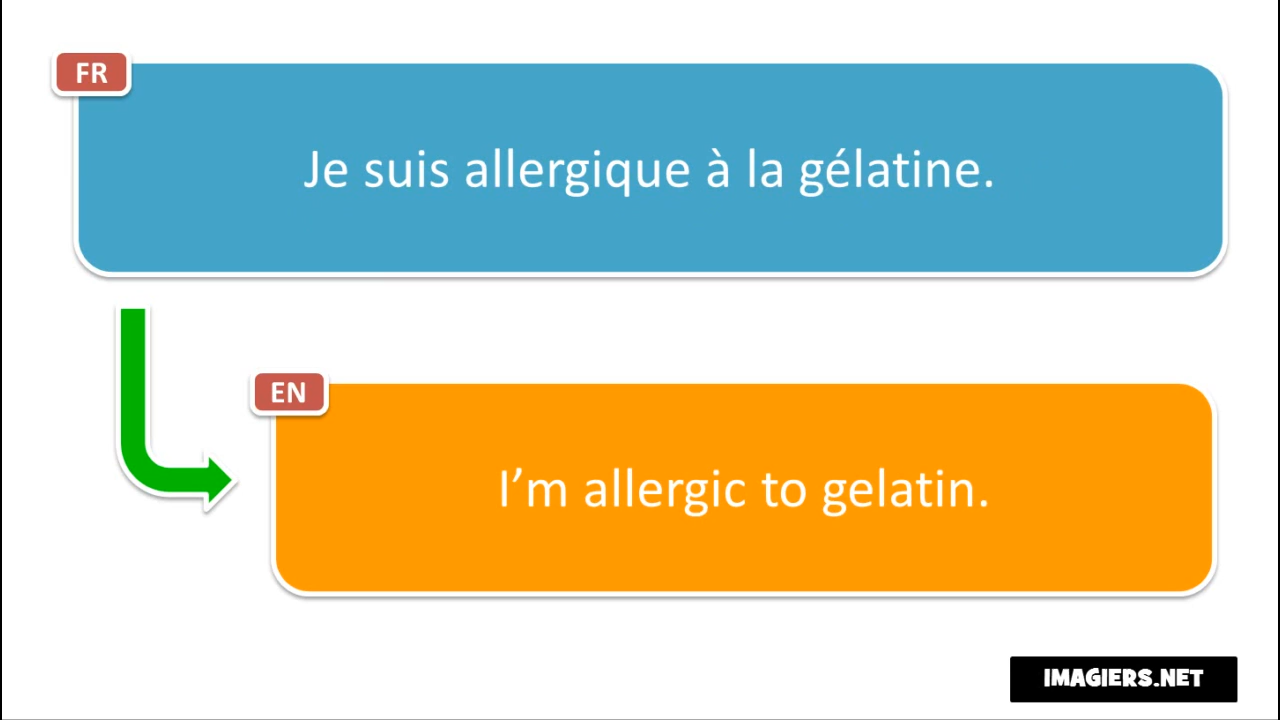 FR
Je suis allergique à la gélatine.
EN
I’m allergic to gelatin.
IMAGIERS.NET